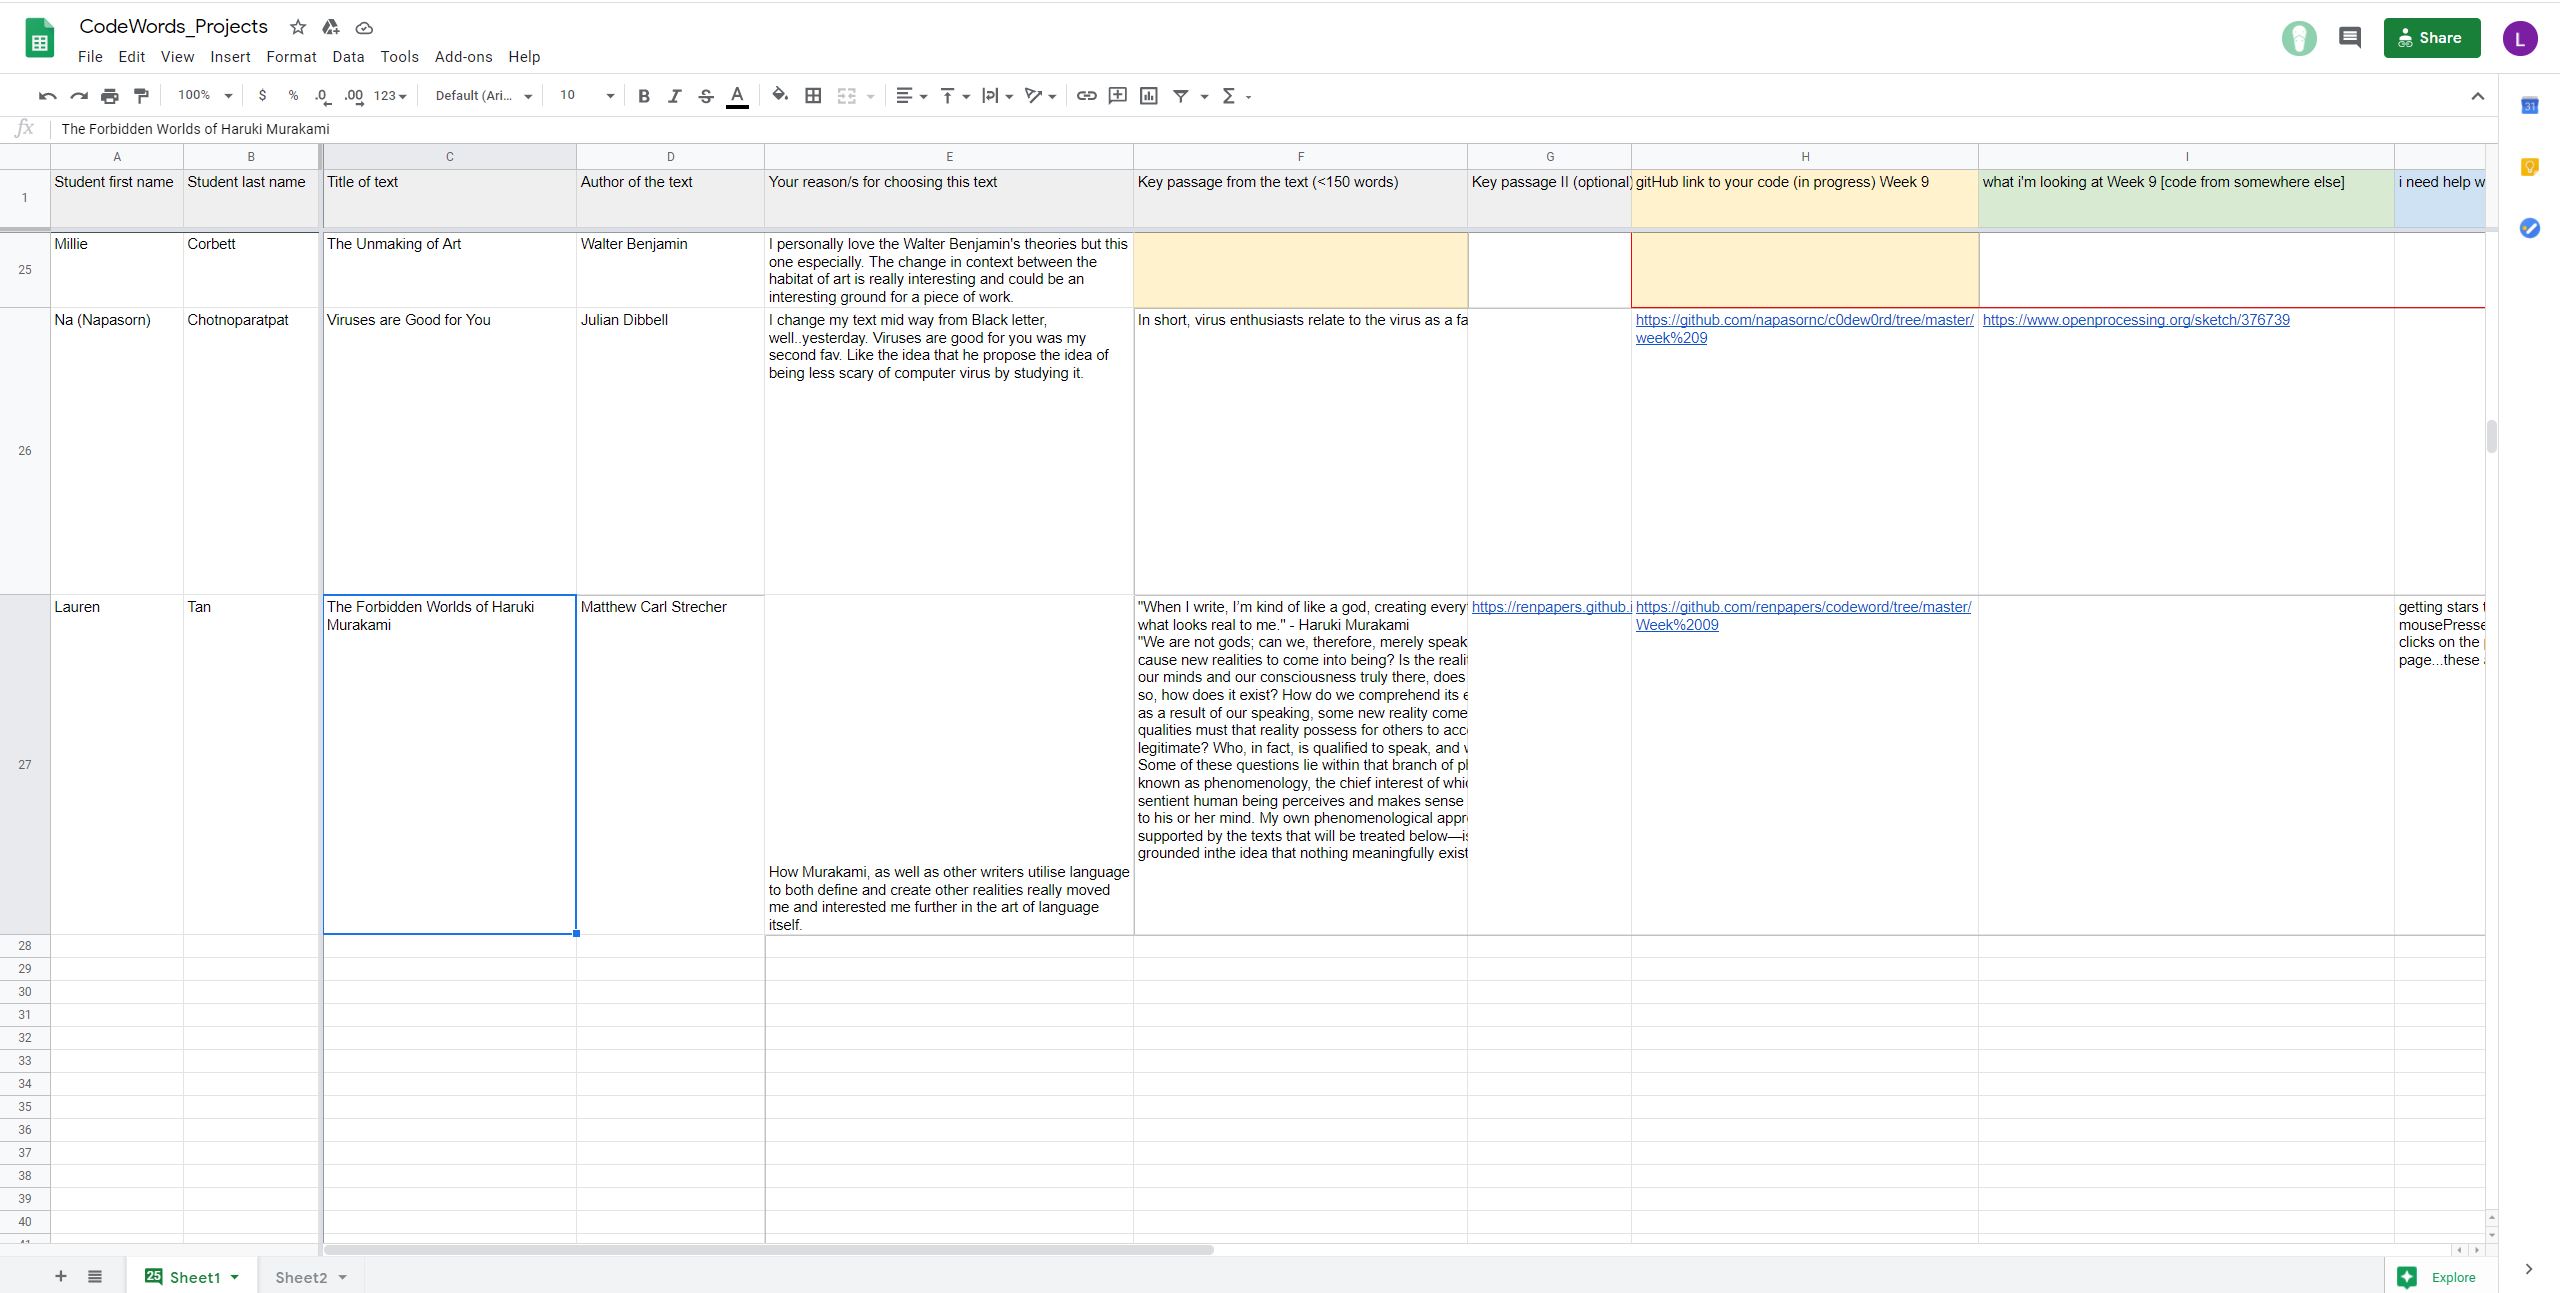 CodeWords_Projects
File Edit View Insert Format Data Tools Add-ons Help
Share
L
100% $ % .0 .00 123 Default (Ari... 10 B I S A Σ
31
fx The Forbidden Worlds of Haruki Murakami
A B C D E F G H I
1
Student first name
Student last name
Title of text
Author of the text
Your reason/s for choosing this text
Key passage from the text (<150 words)
Key passage II (optional)
gitHub link to your code (in progress) Week 9
what i'm looking at Week 9 [code from somewhere else]
i need help w
25
Millie
Corbett
The Unmaking of Art
Walter Benjamin
I personally love the Walter Benjamin's theories but this
one especially. The change in context between the
habitat of art is really interesting and could be an
interesting ground for a piece of work.
26
Na (Napasorn)
Chotnoparatpat
Viruses are Good for You
Julian Dibbell
I change my text mid way from Black letter,
well..yesterday. Viruses are good for you was my
second fav. Like the idea that he propose the idea of
being less scary of computer virus by studying it.
In short, virus enthusiasts relate to the virus as a fa
https://github.com/napasornc/c0dew0rd/tree/master/
week%209
https://www.openprocessing.org/sketch/376739
27
Lauren
Tan
The Forbidden Worlds of Haruki
Murakami
Matthew Carl Strecher
How Murakami, as well as other writers utilise language
to both define and create other realities really moved
me and interested me further in the art of language
itself.
"When I write, I'm kind of like a god, creating every
what looks real to me." - Haruki Murakami
"We are not gods; can we, therefore, merely speak
cause new realities to come into being? Is the reali
our minds and our consciousness truly there, does
so, how does it exist? How do we comprehend its e
as a result of our speaking, some new reality come
qualities must that reality possess for others to acc
legitimate? Who, in fact, is qualified to speak, and
Some of these questions lie within that branch of
known as phenomenology, the chief interest of
sentient human being perceives and makes sense
to his or her mind. My own phenomenological appr
supported by the texts that will be treated below—is
grounded inthe idea that nothing meaningfully exist
https://renpapers.github.i
https://github.com/renpapers/codeword/tree/master/
Week%2009
getting stars
mousePresse
clicks on the
page...these
28
29
30
31
32
33
34
35
36
37
38
39
40
25 Sheet1
Sheet2
Explore